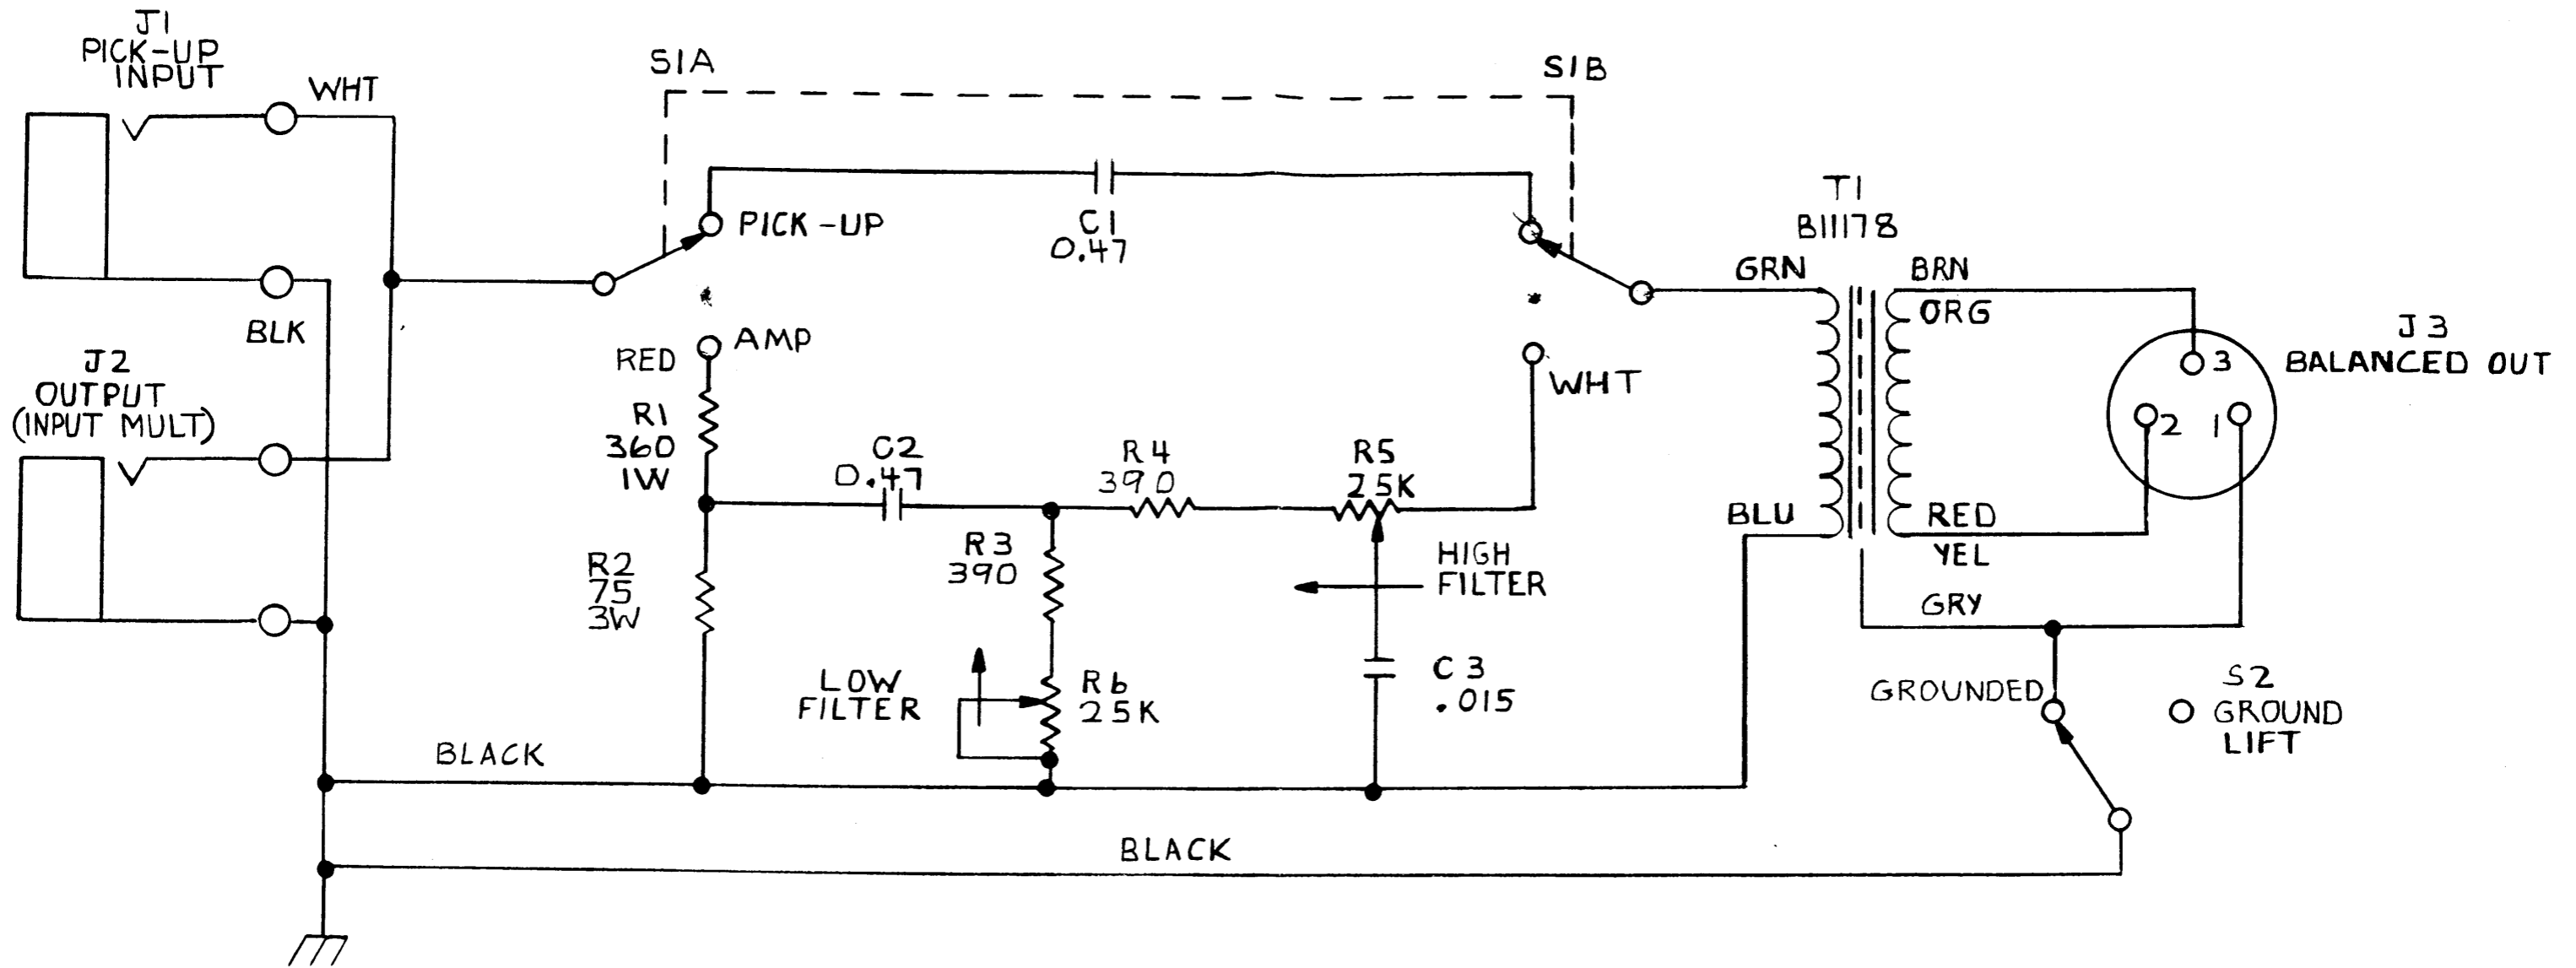 J1
PICK-UP
INPUT
WHT
BLK
J2
OUTPUT
(INPUT MULT)
S1A
S1B
PICK-UP
C1
0.47
AMP
RED
R1
360
1W
C2
0.47
R4
390
R5
25K
WHT
R2
75
3W
R3
390
HIGH
FILTER
LOW
FILTER
R6
25K
C3
.015
BLACK
BLACK
T1
B11178
GRN
BLU
BRN
ORG
RED
YEL
GRY
3
2
1
J3
BALANCED OUT
GROUNDED
S2
GROUND
LIFT